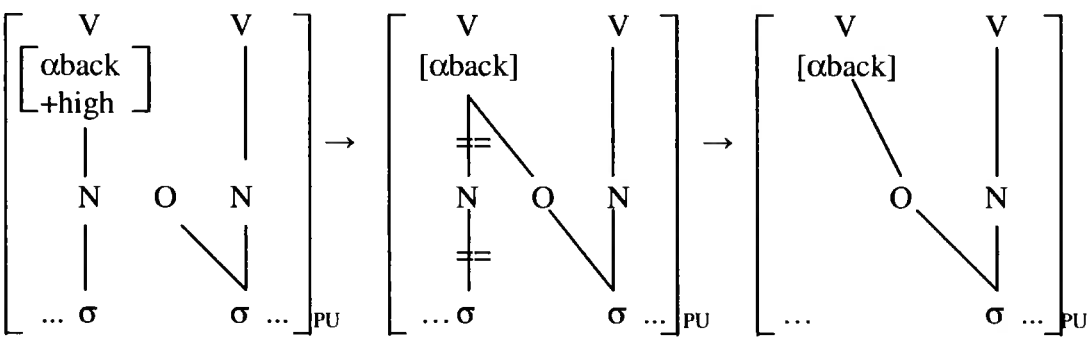 V V V V V V
αback [αback] [αback]
+high
→ →
N O N N O N O N
... σ σ ... PU ... σ σ ... PU ... σ ... PU